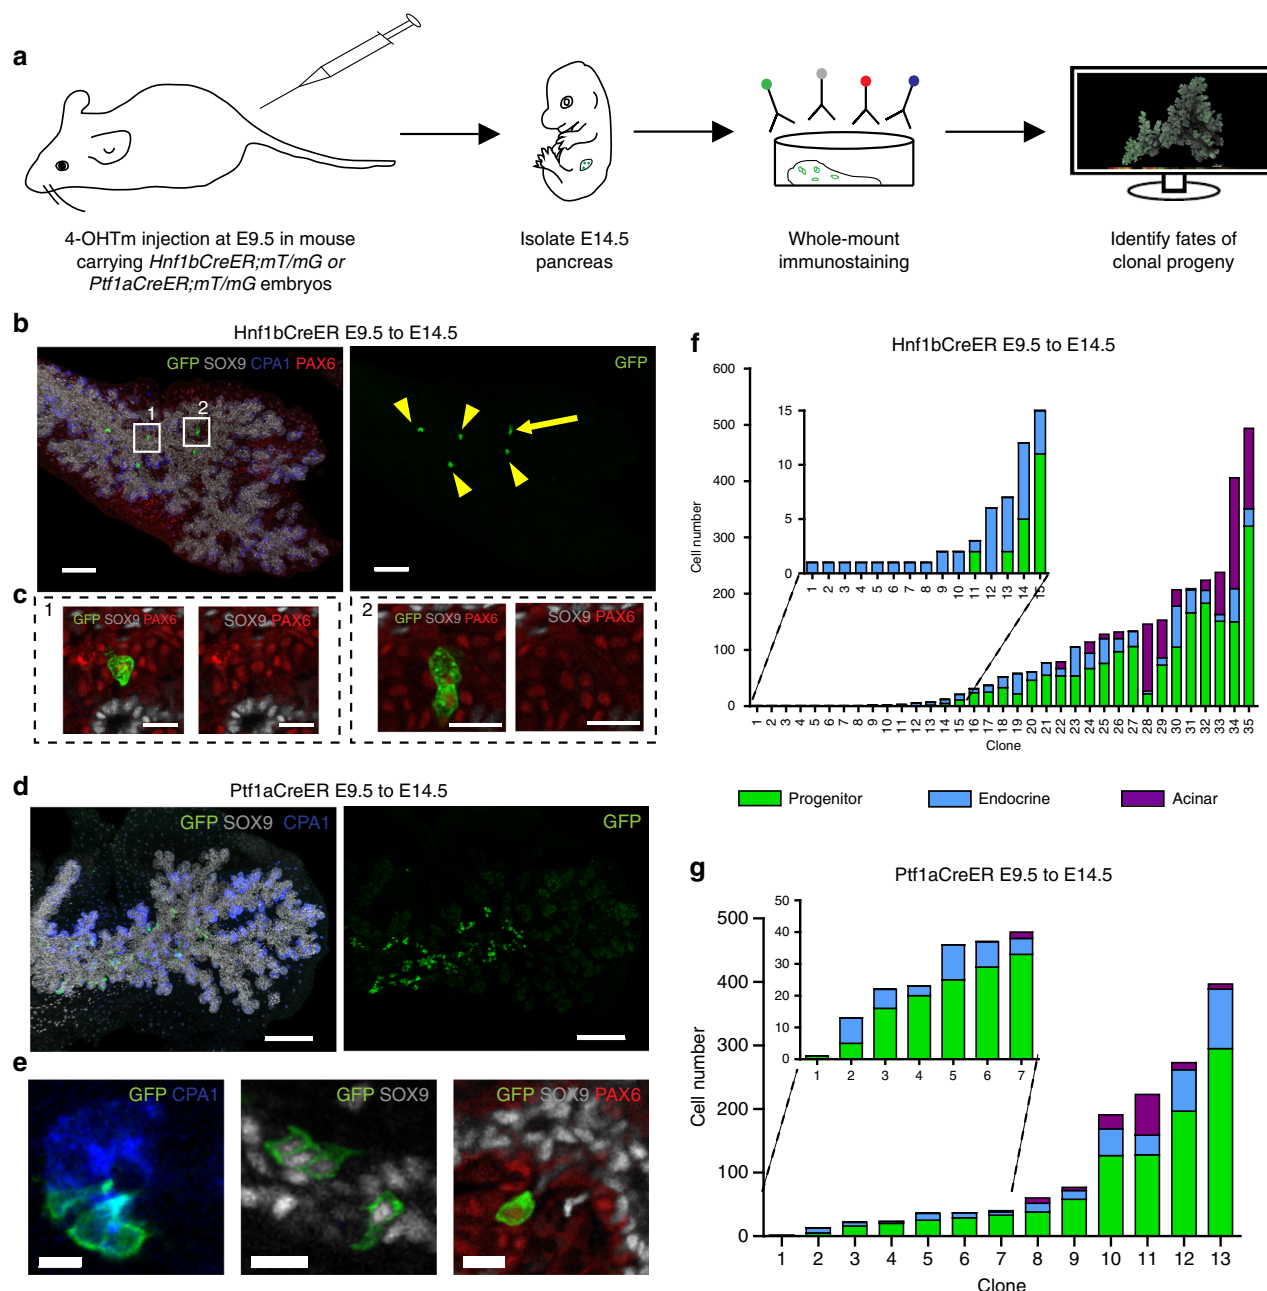 a
4-OHTm injection at E9.5 in mouse
carrying Hnf1bCreER;mT/mG or
Ptf1aCreER;mT/mG embryos
Isolate E14.5
pancreas
Whole-mount
immunostaining
Identify fates of
clonal progeny
b
Hnf1bCreER E9.5 to E14.5
GFP SOX9 CPA1 PAX6
1
2
GFP
c
1
GFP SOX9 PAX6
SOX9 PAX6
2
GFP SOX9 PAX6
SOX9 PAX6
d
Ptf1aCreER E9.5 to E14.5
GFP SOX9 CPA1
GFP
e
GFP CPA1
GFP SOX9
GFP SOX9 PAX6
f
Hnf1bCreER E9.5 to E14.5
Cell number
600
500
400
300
200
100
0
15
10
5
0
1 2 3 4 5 6 7 8 9 10 11 12 13 14 15
1 2 3 4 5 6 7 8 9 10 11 12 13 14 15 16 17 18 19 20 21 22 23 24 25 26 27 28 29 30 31 32 33 34 35
Clone
Progenitor
Endocrine
Acinar
g
Ptf1aCreER E9.5 to E14.5
Cell number
500
400
300
200
100
0
50
40
30
20
10
0
1 2 3 4 5 6 7
1 2 3 4 5 6 7 8 9 10 11 12 13
Clone